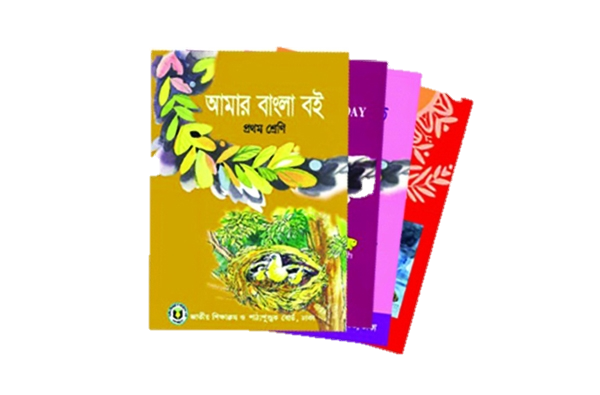 আমার বাংলা বই
প্রথম শ্রেণি
DAY
জাতীয় শিক্ষাক্রম ও পাঠ্যপুস্তক বোর্ড, ঢাকা